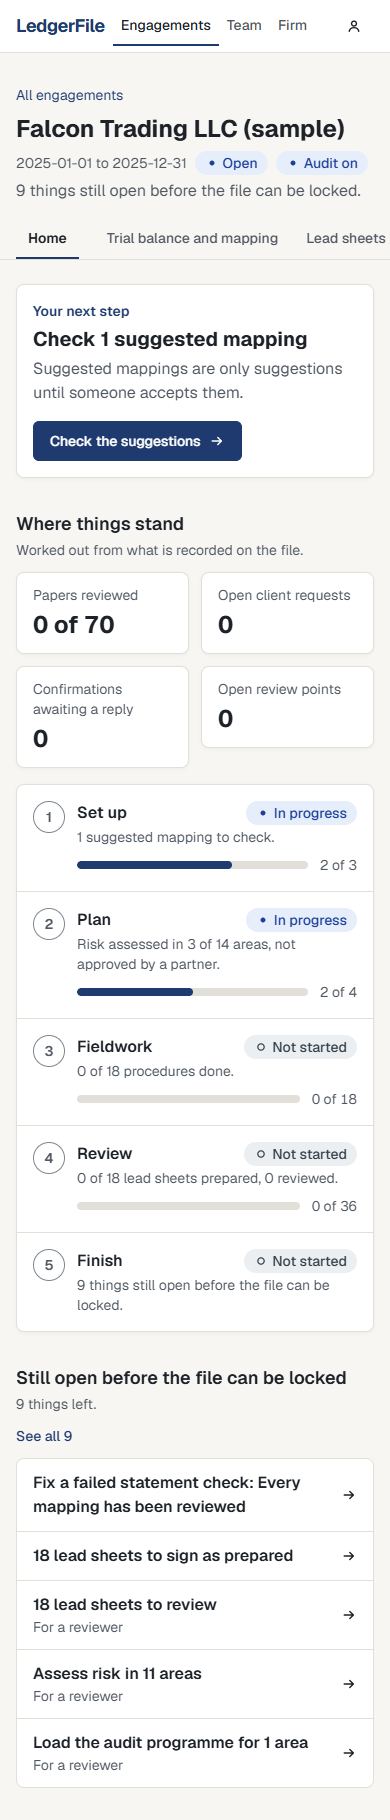 LedgerFile Engagements Team Firm
All engagements
Falcon Trading LLC (sample)
2025-01-01 to 2025-12-31 Open Audit on
9 things still open before the file can be locked.
Home Trial balance and mapping Lead sheets
Your next step
Check 1 suggested mapping
Suggested mappings are only suggestions
until someone accepts them.
Check the suggestions →
Where things stand
Worked out from what is recorded on the file.
Papers reviewed
0 of 70
Open client requests
0
Confirmations
awaiting a reply
0
Open review points
0
1 Set up In progress
1 suggested mapping to check.
2 of 3
2 Plan In progress
Risk assessed in 3 of 14 areas, not
approved by a partner.
2 of 4
3 Fieldwork Not started
0 of 18 procedures done.
0 of 18
4 Review Not started
0 of 18 lead sheets prepared, 0 reviewed.
0 of 36
5 Finish Not started
9 things still open before the file can be
locked.
Still open before the file can be locked
9 things left.
See all 9
Fix a failed statement check: Every
mapping has been reviewed →
18 lead sheets to sign as prepared →
18 lead sheets to review →
For a reviewer
Assess risk in 11 areas →
For a reviewer
Load the audit programme for 1 area →
For a reviewer